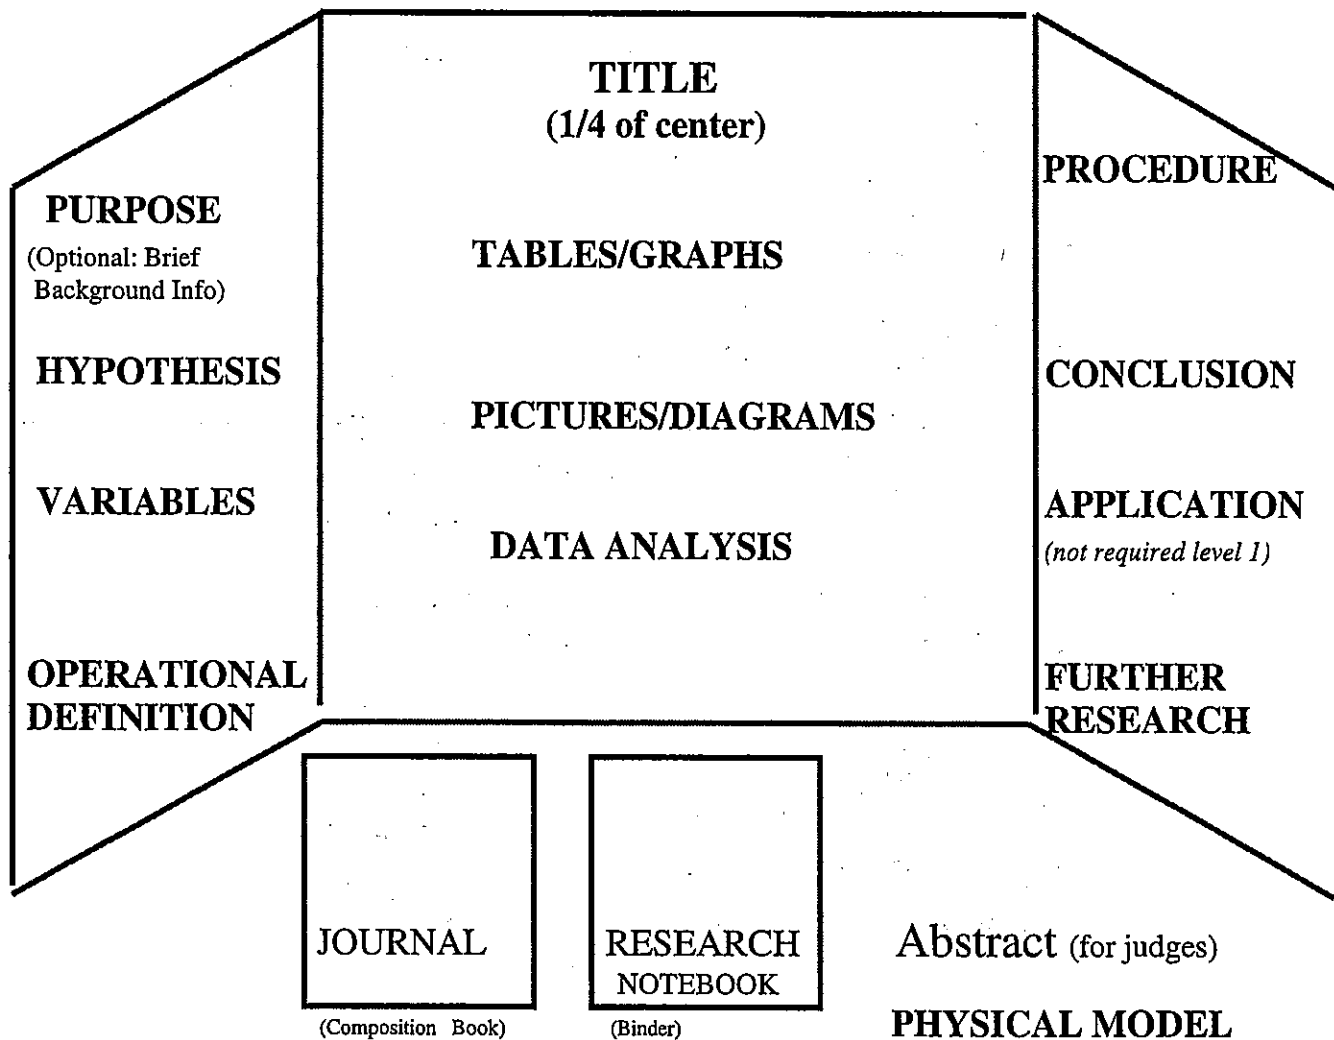 TITLE
(1/4 of center)
PURPOSE
(Optional: Brief
Background Info)
HYPOTHESIS
VARIABLES
OPERATIONAL
DEFINITION
TABLES/GRAPHS
PICTURES/DIAGRAMS
DATA ANALYSIS
PROCEDURE
CONCLUSION
APPLICATION
(not required level 1)
FURTHER
RESEARCH
JOURNAL
(Composition Book)
RESEARCH
NOTEBOOK
(Binder)
Abstract (for judges)
PHYSICAL MODEL